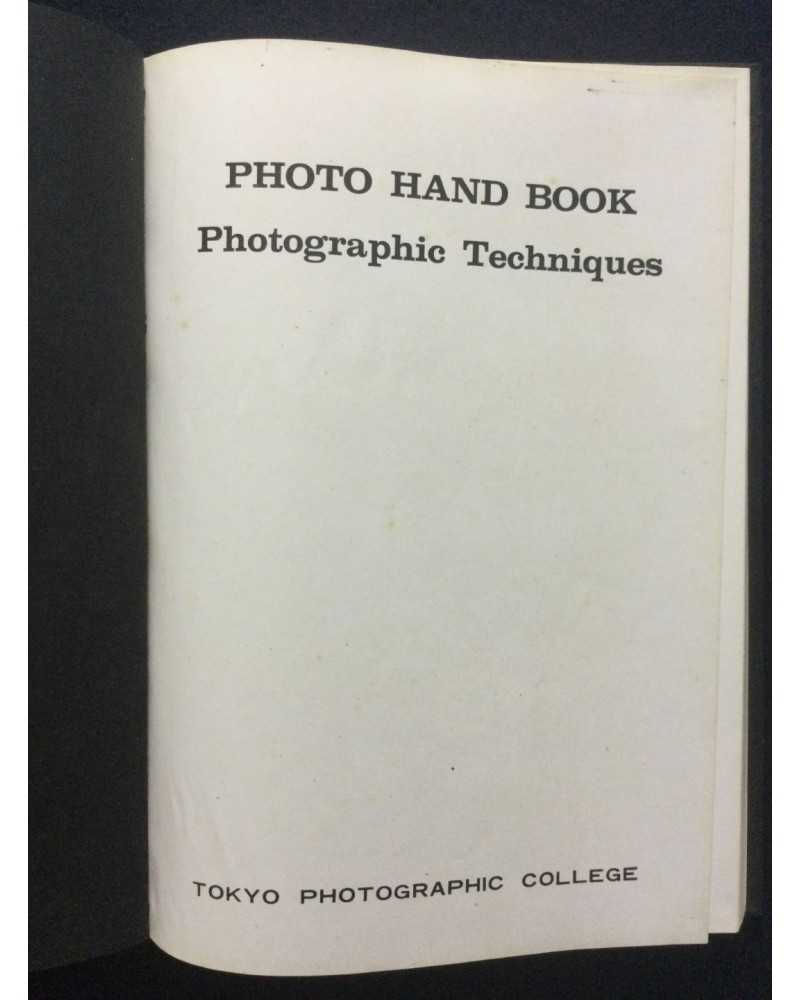 PHOTO HAND BOOK
Photographic Techniques
TOKYO PHOTOGRAPHIC COLLEGE